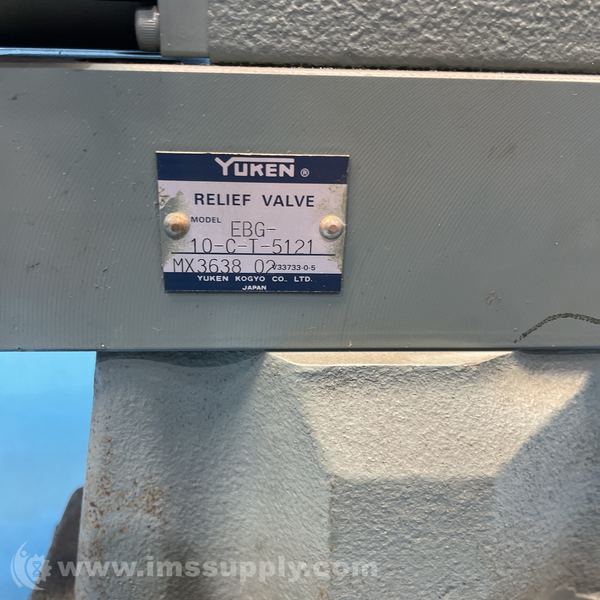 YUKEN ®
RELIEF VALVE
MODEL EBG-
10-C-T-5121
MX3638 02 V33733-0-5
YUKEN KOGYO CO., LTD.
JAPAN
www.imssupply.com